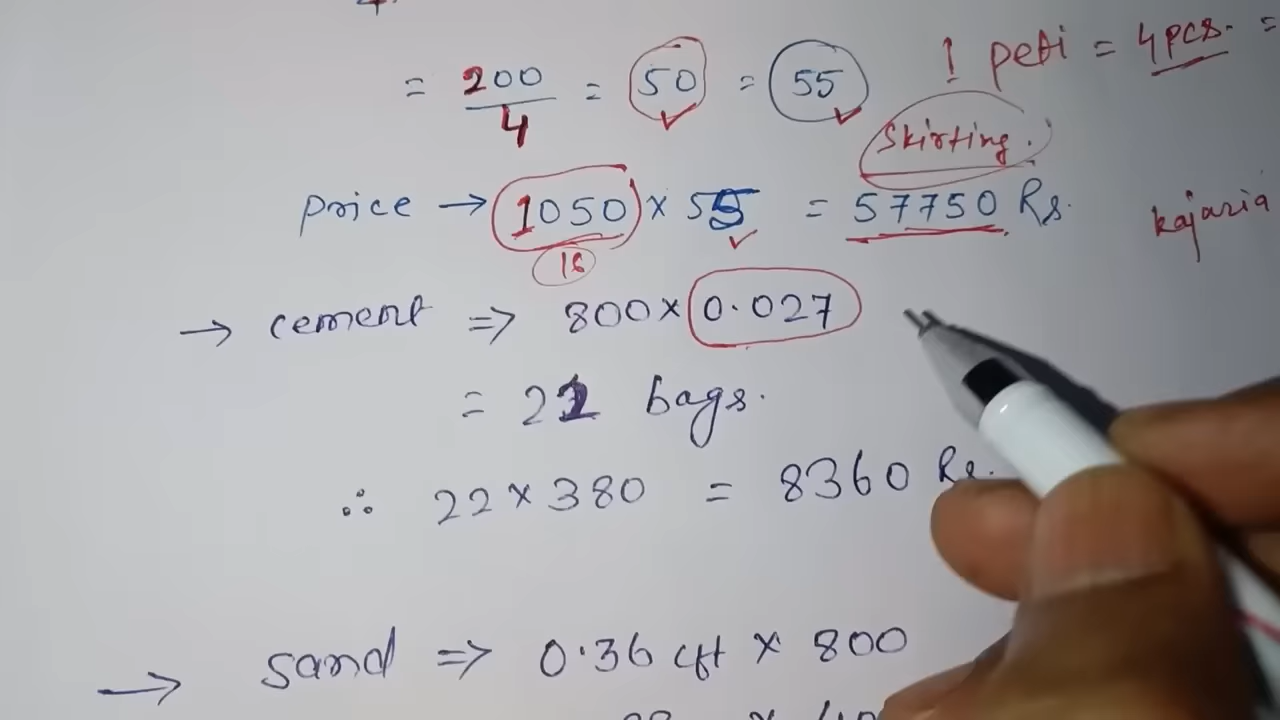 1 peti = 4pcs. =
= 200/4 = 50 = 55
Skirting.
price → 1050 × 55 = 57750 Rs.
16
kajaria
→ cement ⇒ 800 × 0.027
= 22 bags.
∴ 22 × 380 = 8360 Rs.
→ sand ⇒ 0.36 cft × 800